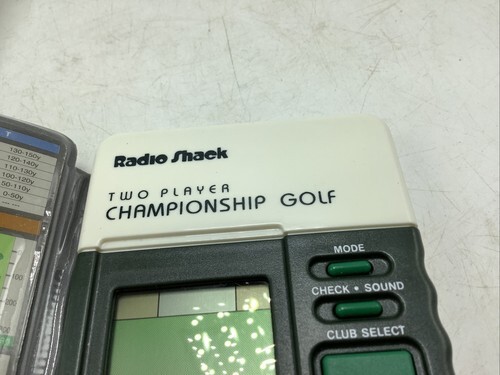 Radio Shack
TWO PLAYER
CHAMPIONSHIP GOLF
MODE
CHECK • SOUND
CLUB SELECT
130-150y
120-140y
110-130y
100-120y
50-110y
0-50y